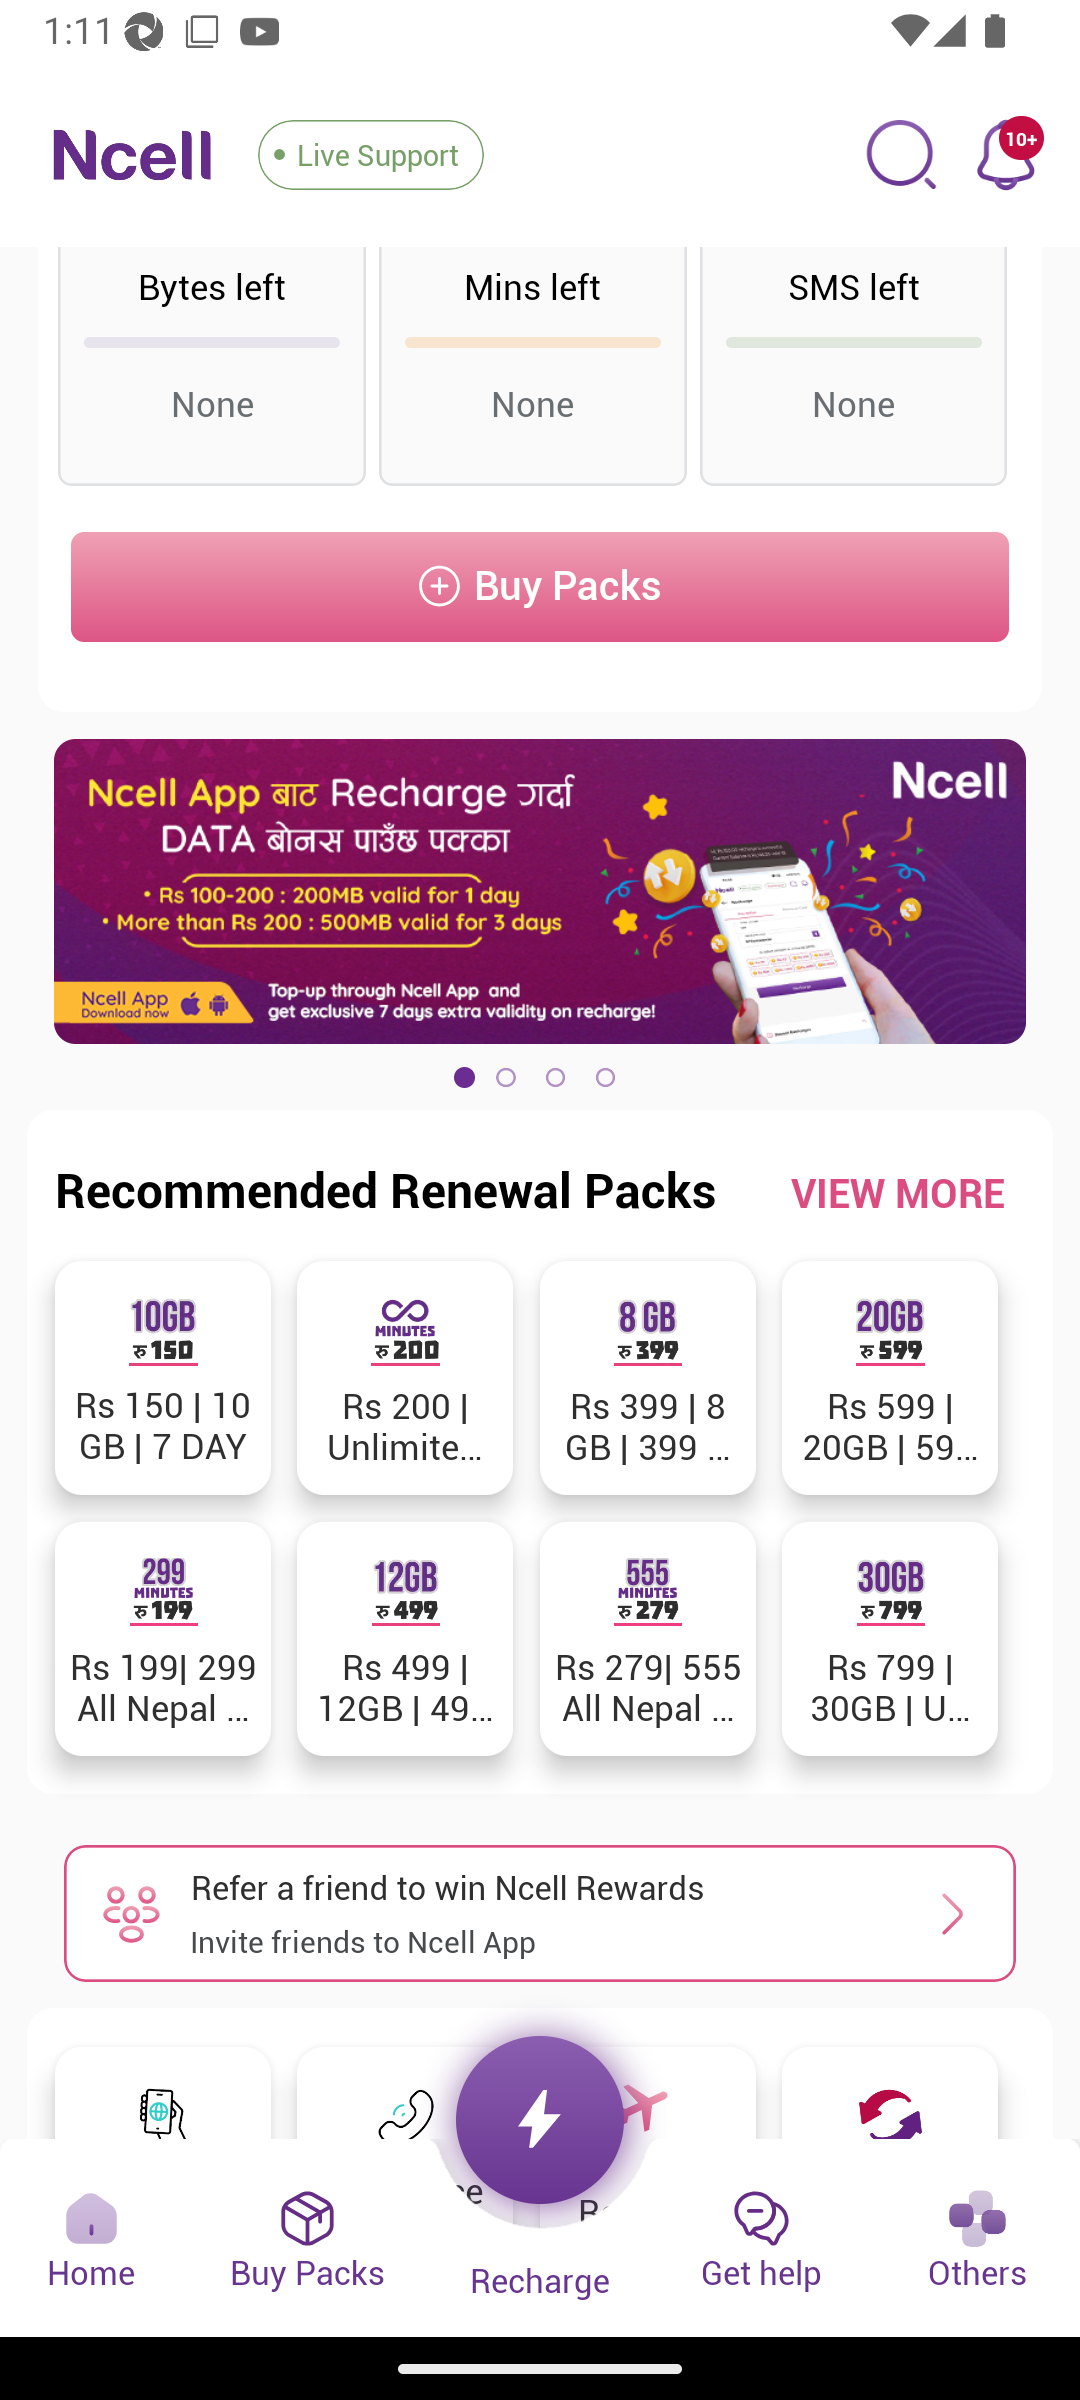 1:11
Ncell
Live Support
10+
Bytes left
Mins left
SMS left
None
None
None
Buy Packs
Ncell
Ncell App बाट Recharge गर्दा
DATA बोनस पाउँछ पक्का
• Rs 100-200 : 200MB valid for 1 day
• More than Rs 200 : 500MB valid for 3 days
Ncell App
Download now
Top-up through Ncell App and
get exclusive 7 days extra validity on recharge!
Recommended Renewal Packs
VIEW MORE
10GB
रु 150
Rs 150 | 10
GB | 7 DAY
MINUTES
रु 200
Rs 200 |
Unlimite...
8 GB
रु 399
Rs 399 | 8
GB | 399 ...
20GB
रु 599
Rs 599 |
20GB | 59...
299
MINUTES
रु 199
Rs 199| 299
All Nepal ...
12GB
रु 499
Rs 499 |
12GB | 49...
555
MINUTES
रु 279
Rs 279| 555
All Nepal ...
30GB
रु 799
Rs 799 |
30GB | U...
Refer a friend to win Ncell Rewards
Invite friends to Ncell App
Home
Buy Packs
Recharge
Get help
Others